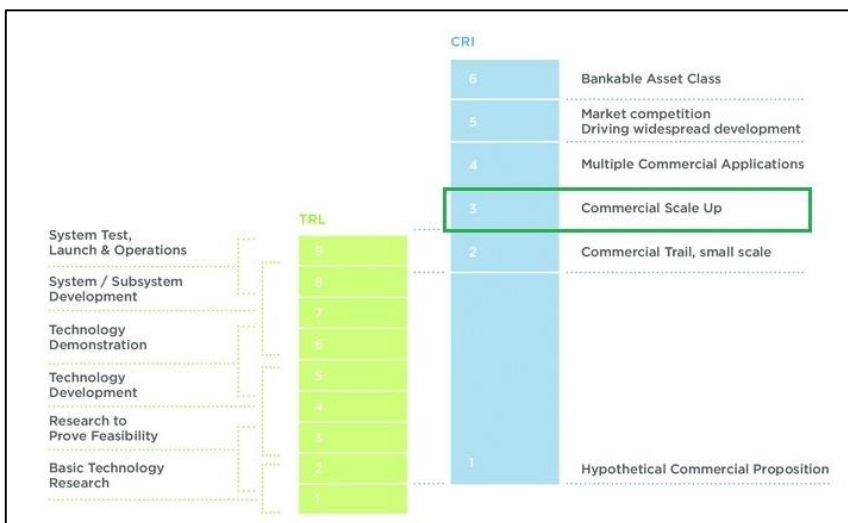 CRI
6
Bankable Asset Class
5
Market competition
Driving widespread development
4
Multiple Commercial Applications
3
Commercial Scale Up
2
Commercial Trail, small scale
1
Hypothetical Commercial Proposition
TRL
System Test,
Launch & Operations
9
System / Subsystem
Development
8
7
Technology
Demonstration
6
Technology
Development
5
4
Research to
Prove Feasibility
3
Basic Technology
Research
2
1